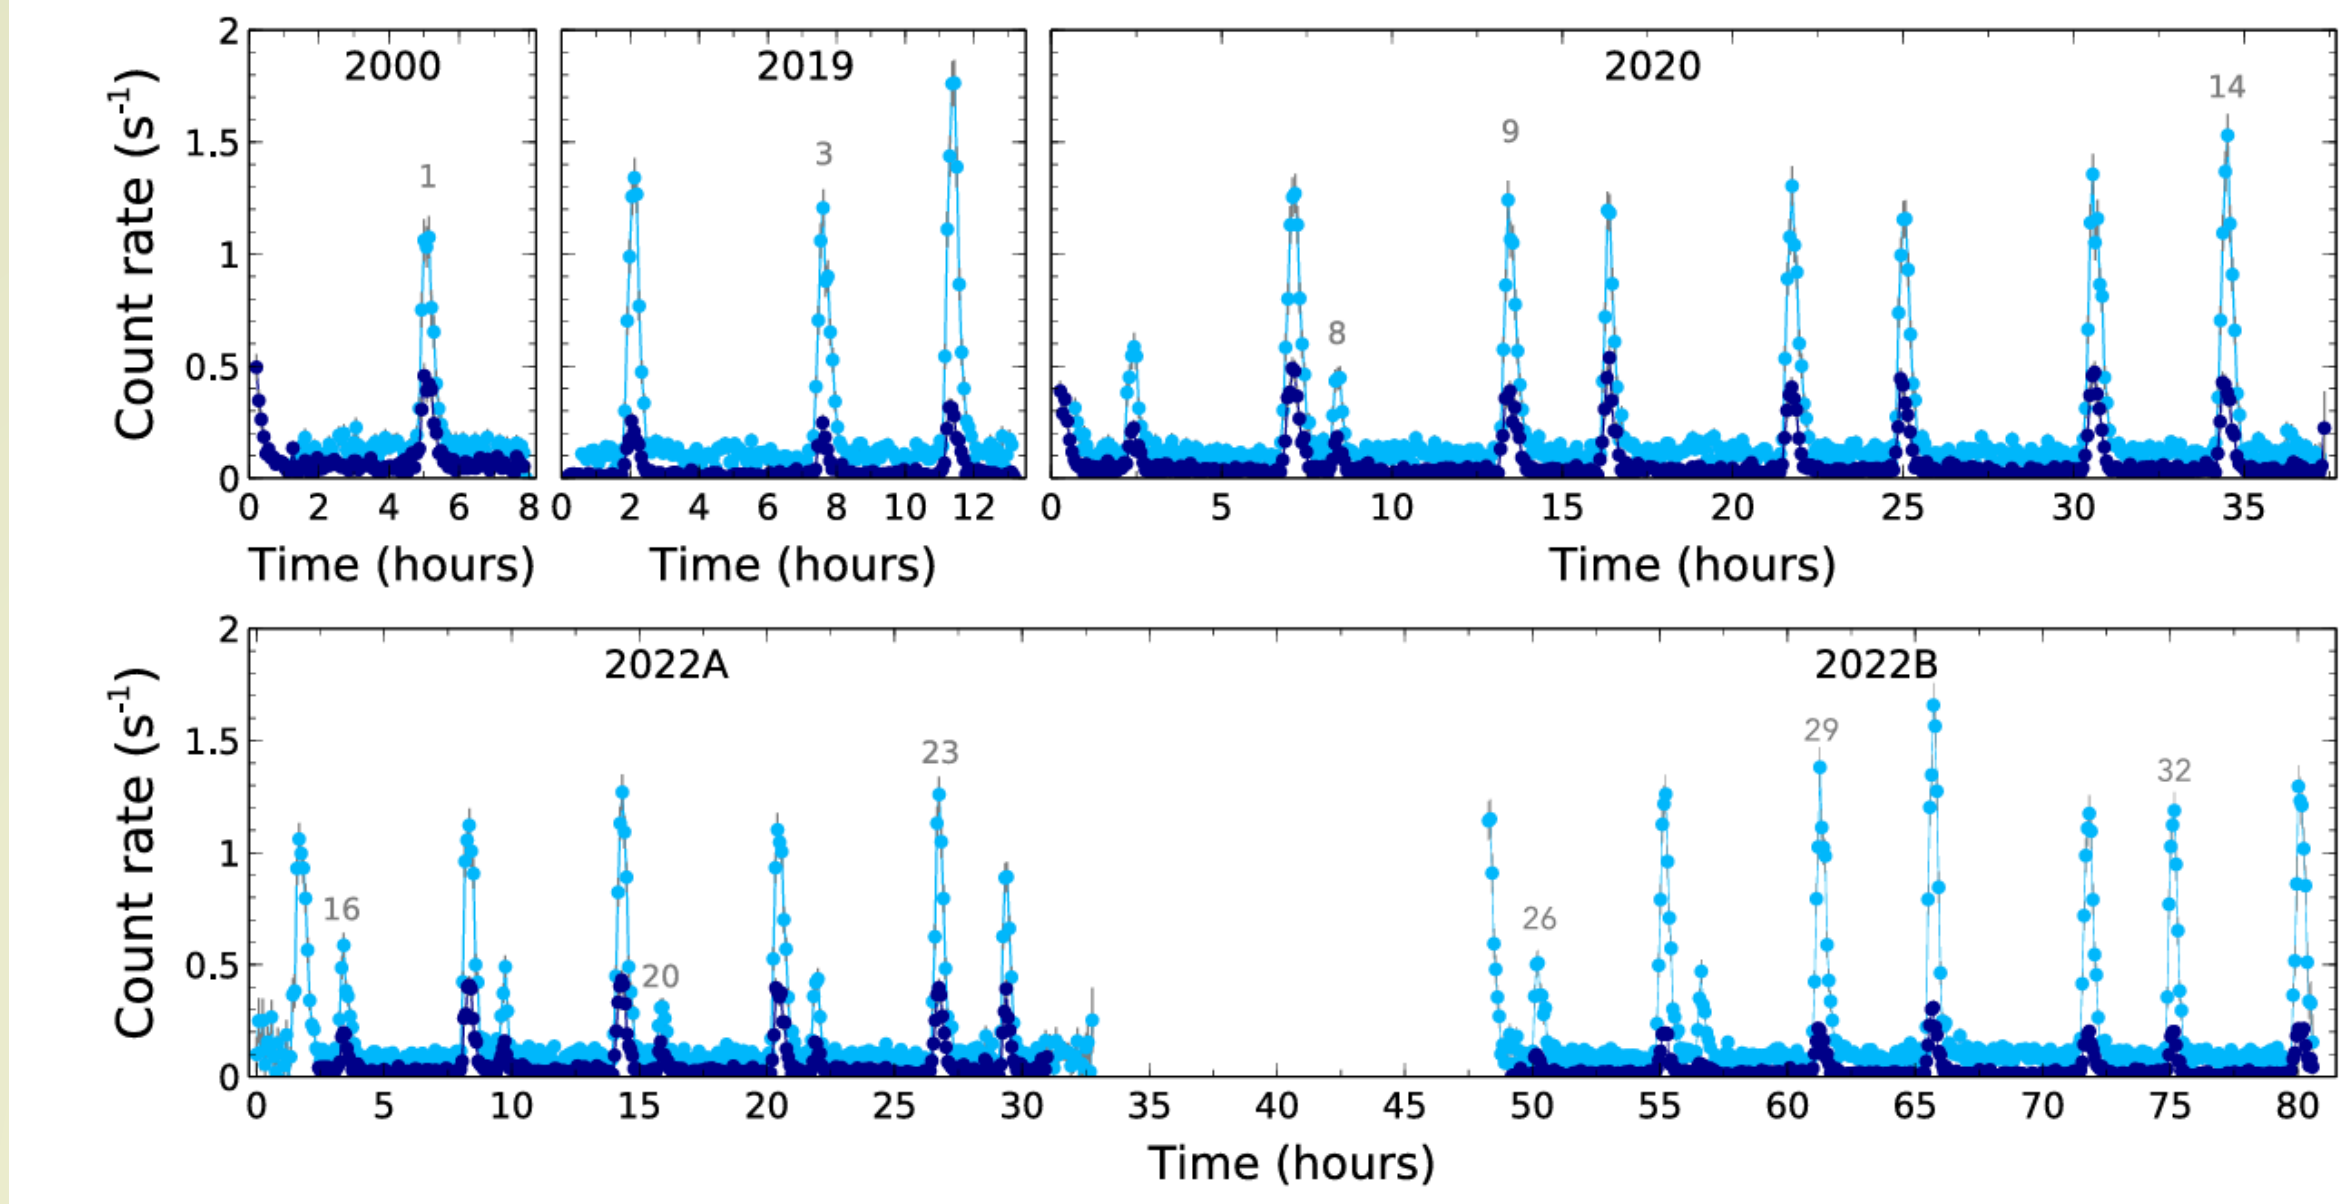 2000
2019
2020
Count rate (s⁻¹)
2
1.5
1
0.5
0
1
3
8
9
14
0 2 4 6 8
0 2 4 6 8 10 12
0 5 10 15 20 25 30 35
Time (hours)
Time (hours)
Time (hours)
2022A
2022B
Count rate (s⁻¹)
2
1.5
1
0.5
0
16
20
23
26
29
32
0 5 10 15 20 25 30 35 40 45 50 55 60 65 70 75 80
Time (hours)